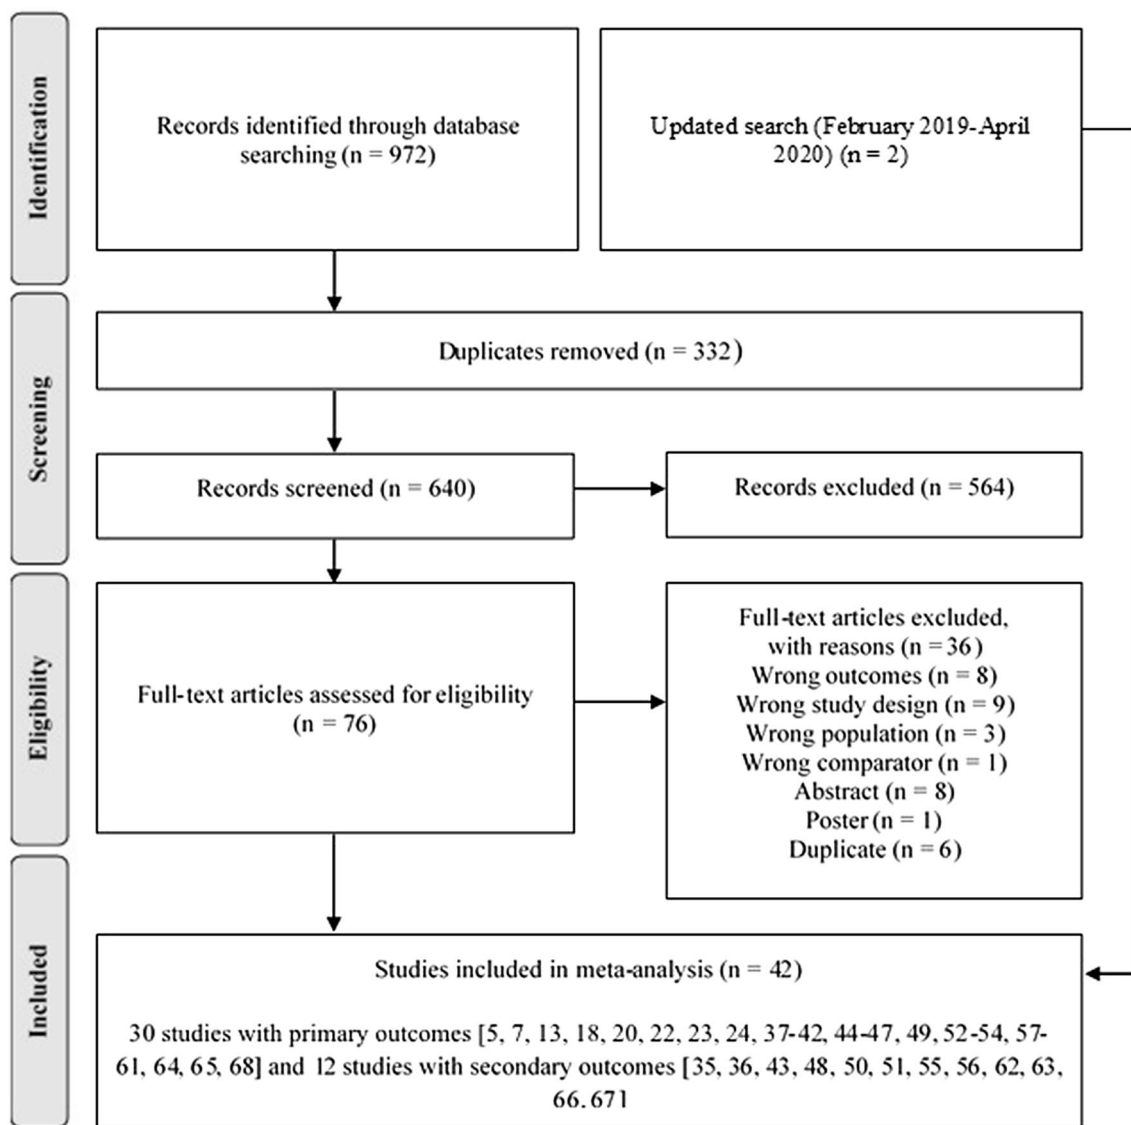 Identification
Records identified through database
searching (n = 972)
Updated search (February 2019-April
2020) (n = 2)
Screening
Duplicates removed (n = 332)
Records screened (n = 640)
Records excluded (n = 564)
Eligibility
Full-text articles assessed for eligibility
(n = 76)
Full-text articles excluded,
with reasons (n = 36)
Wrong outcomes (n = 8)
Wrong study design (n = 9)
Wrong population (n = 3)
Wrong comparator (n = 1)
Abstract (n = 8)
Poster (n = 1)
Duplicate (n = 6)
Included
Studies included in meta-analysis (n = 42)
30 studies with primary outcomes [5, 7, 13, 18, 20, 22, 23, 24, 37-42, 44-47, 49, 52-54, 57-
61, 64, 65, 68] and 12 studies with secondary outcomes [35, 36, 43, 48, 50, 51, 55, 56, 62, 63,
66, 67]